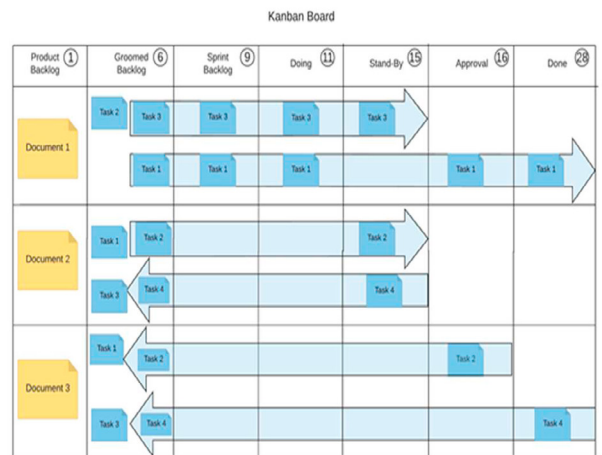 Kanban Board
Product Backlog 1
Groomed Backlog 6
Sprint Backlog 9
Doing 11
Stand-By 15
Approval 16
Done 28
Document 1
Task 2
Task 3
Task 3
Task 3
Task 3
Task 1
Task 1
Task 1
Task 1
Task 1
Document 2
Task 1
Task 2
Task 2
Task 3
Task 4
Task 4
Document 3
Task 1
Task 2
Task 2
Task 3
Task 4
Task 4